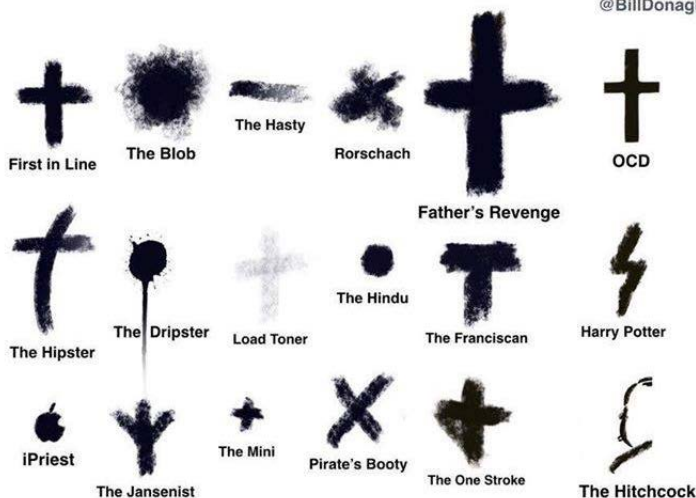 @BillDonag
First in Line
The Blob
The Hasty
Rorschach
Father's Revenge
OCD
The Hipster
The Dripster
Load Toner
The Hindu
The Franciscan
Harry Potter
iPriest
The Jansenist
The Mini
Pirate's Booty
The One Stroke
The Hitchcock